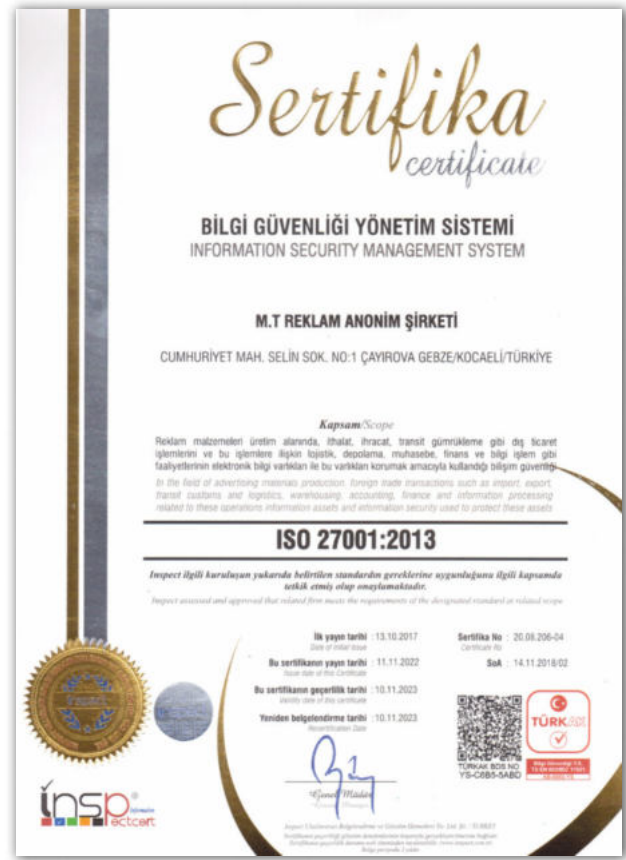 Sertifika
certificate
BİLGİ GÜVENLİĞİ YÖNETİM SİSTEMİ
INFORMATION SECURITY MANAGEMENT SYSTEM
M.T REKLAM ANONİM ŞİRKETİ
CUMHURİYET MAH. SELİN SOK. NO:1 ÇAYIROVA GEBZE/KOCAELİ/TÜRKİYE
Kapsam/Scope
Reklam malzemeleri üretim alanında, ithalat, ihracat, transit gümrükleme gibi dış ticaret
işlemlerini ve bu işlemlere ilişkin lojistik, depolama, muhasebe, finans ve bilgi işlem gibi
faaliyetlerinin elektronik bilgi varlıkları ile bu varlıkları korumak amacıyla kullandığı bilişim güvenliği
In the field of advertising materials production, foreign trade transactions such as import, export,
transit customs and logistics, warehousing, accounting, finance and information processing
related to these operations information assets and information security used to protect these assets
ISO 27001:2013
Inspect ilgili kuruluşun yukarıda belirtilen standardın gereklerine uygunluğunu ilgili kapsamda
tetkik etmiş olup onaylamaktadır.
Inspect assessed and approved that related firm meets the requirements of the designated standard as related scope
İlk yayın tarihi : 13.10.2017
Date of initial Issue
Sertifika No : 20.08.206-04
Certificate No
Bu sertifikanın yayın tarihi : 11.11.2022
Issue date of this Certificate
SoA : 14.11.2018/02
Bu sertifikanın geçerlilik tarihi : 10.11.2023
Validity date of this certificate
Yeniden belgelendirme tarihi : 10.11.2023
Recertification Date
TÜRKAK
TÜRKAK BDS NO
YS-C6B5-5ABD
Genel Müdür
insp
ectcert